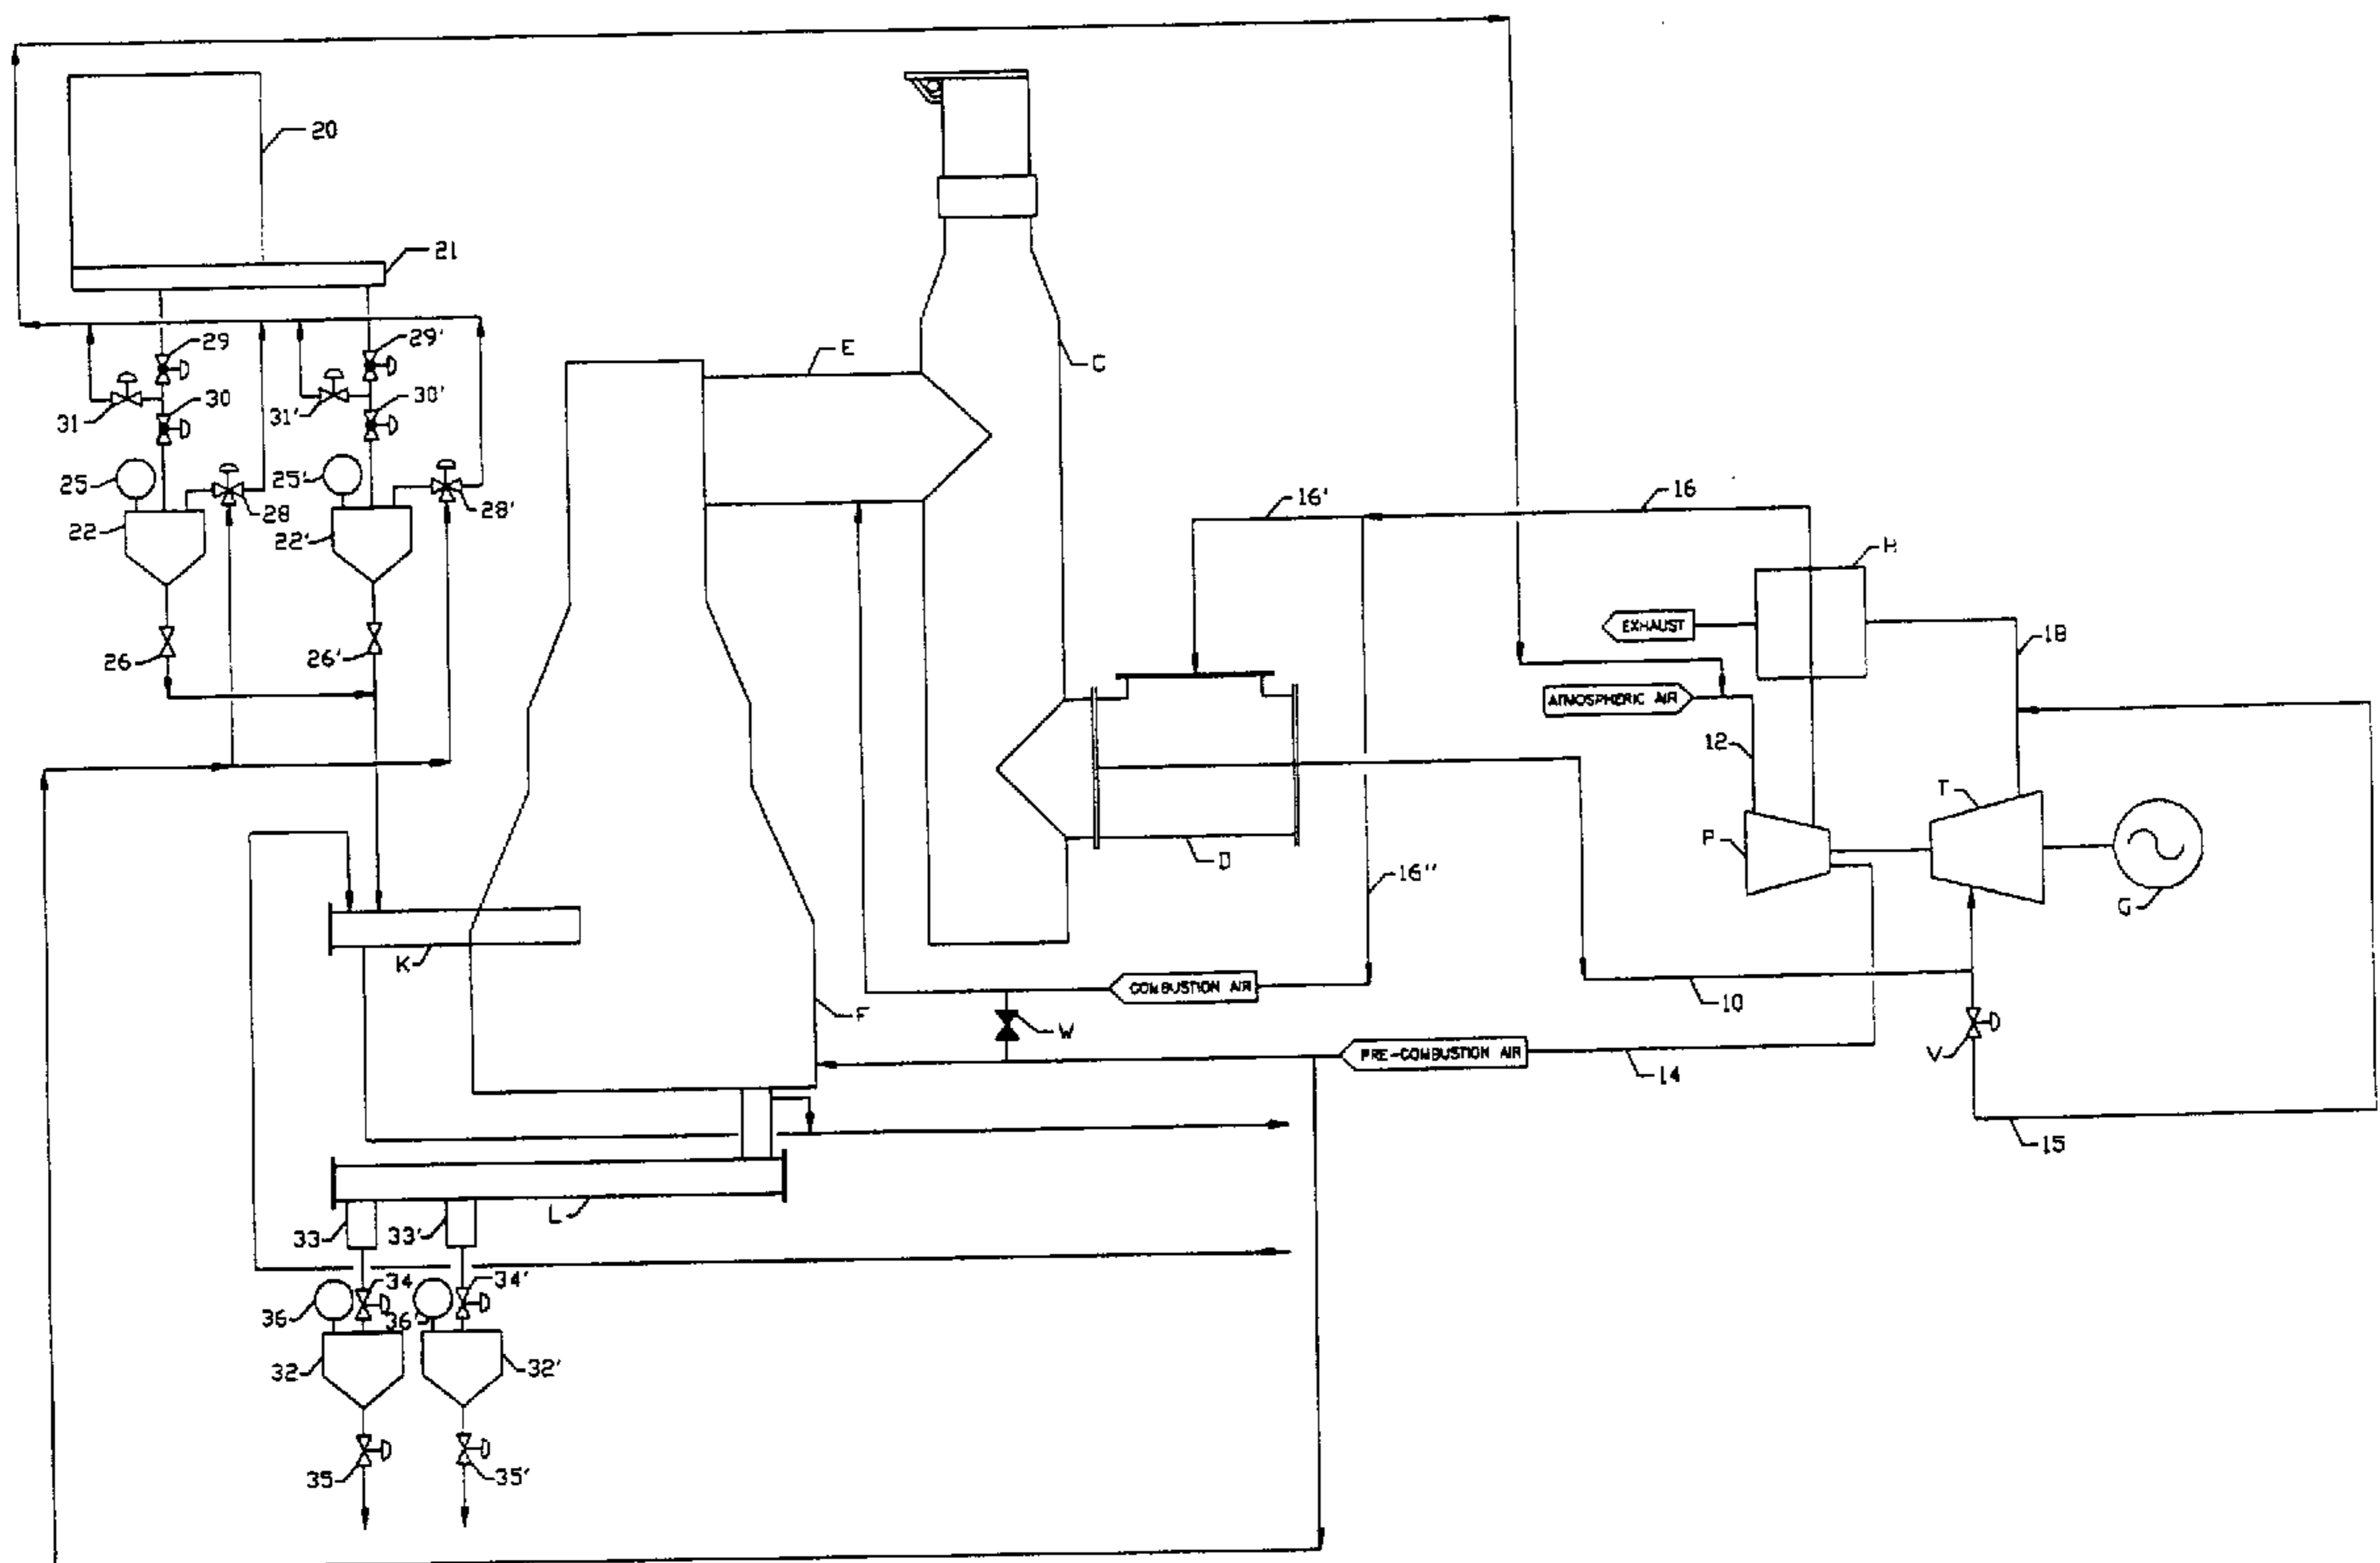 20
21
29
29'
E
C
30
30'
31
31'
25
25'
28
28'
22
22'
16'
16
H
EXHAUST
18
26
26'
ATMOSPHERIC AIR
12
T
P
D
16''
G
K
COMBUSTION AIR
10
F
W
V
PRE-COMBUSTION AIR
14
15
L
33
33'
34
34'
36
36'
32
32'
35
35'